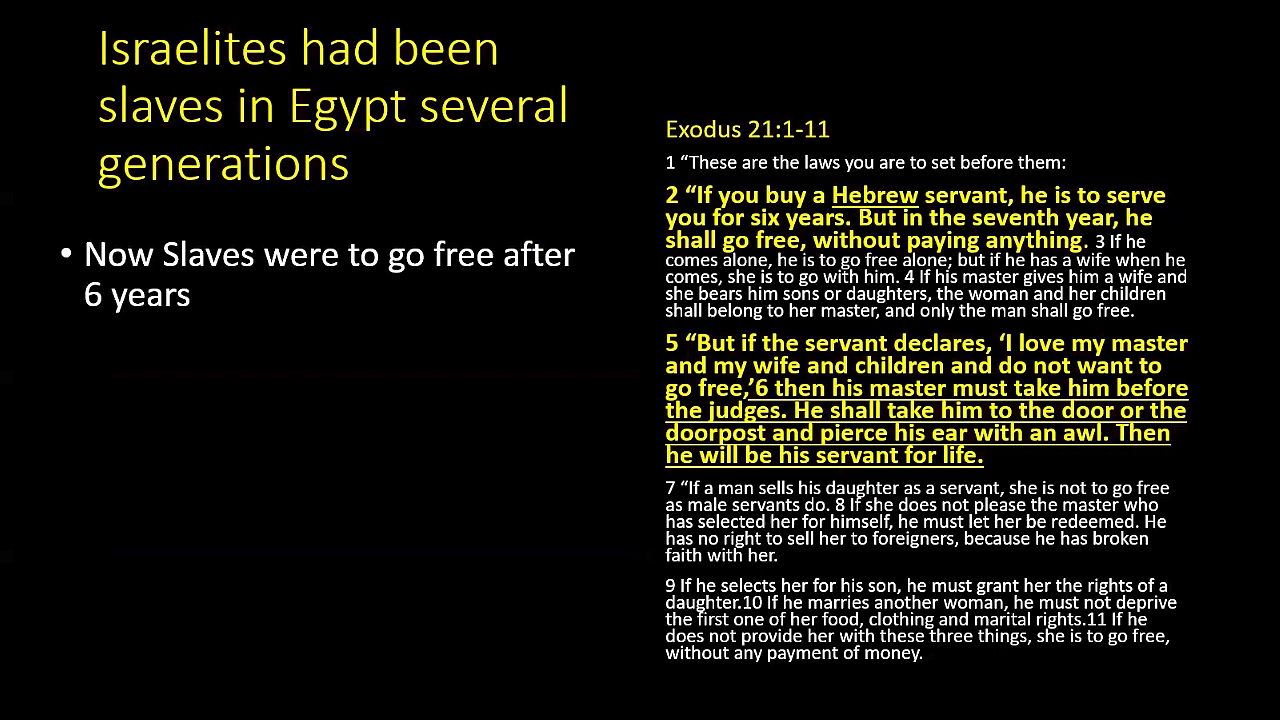 Israelites had been
slaves in Egypt several
generations
• Now Slaves were to go free after
6 years
Exodus 21:1-11
1 “These are the laws you are to set before them:
2 “If you buy a Hebrew servant, he is to serve
you for six years. But in the seventh year, he
shall go free, without paying anything. 3 If he
comes alone, he is to go free alone; but if he has a wife when he
comes, she is to go with him. 4 If his master gives him a wife and
she bears him sons or daughters, the woman and her children
shall belong to her master, and only the man shall go free.
5 “But if the servant declares, ‘I love my master
and my wife and children and do not want to
go free,’6 then his master must take him before
the judges. He shall take him to the door or the
doorpost and pierce his ear with an awl. Then
he will be his servant for life.
7 “If a man sells his daughter as a servant, she is not to go free
as male servants do. 8 If she does not please the master who
has selected her for himself, he must let her be redeemed. He
has no right to sell her to foreigners, because he has broken
faith with her.
9 If he selects her for his son, he must grant her the rights of a
daughter.10 If he marries another woman, he must not deprive
the first one of her food, clothing and marital rights.11 If he
does not provide her with these three things, she is to go free,
without any payment of money.